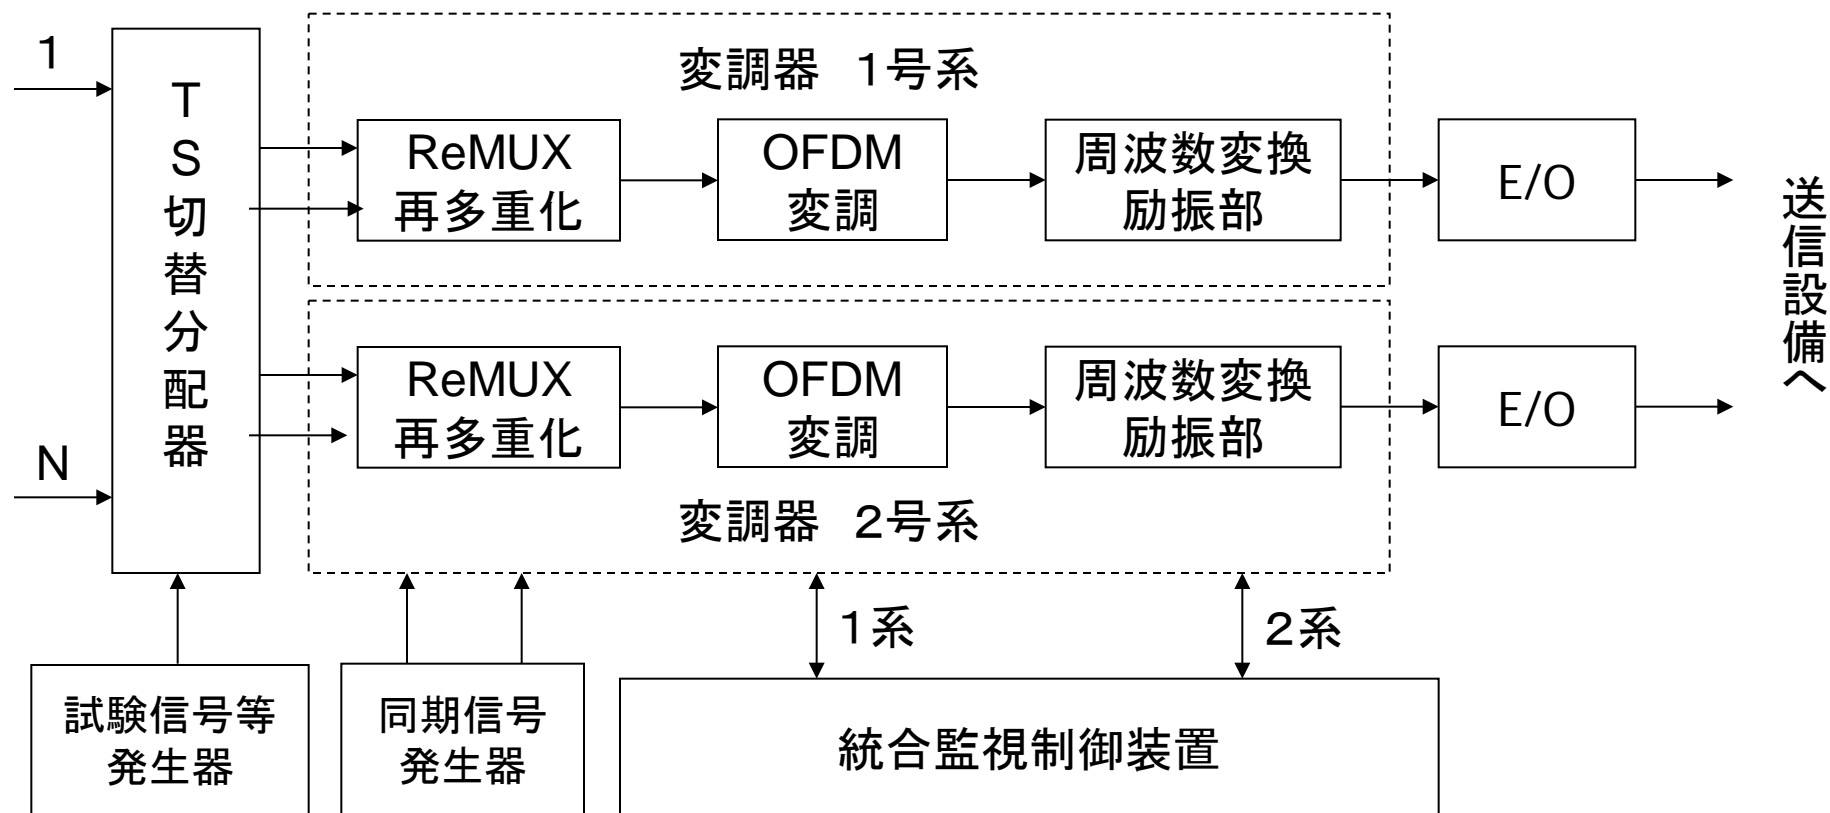 1
N
TS切替分配器
変調器 1号系
ReMUX
再多重化
OFDM
変調
周波数変換
励振部
E/O
ReMUX
再多重化
OFDM
変調
周波数変換
励振部
E/O
変調器 2号系
送信設備へ
1系
2系
試験信号等
発生器
同期信号
発生器
統合監視制御装置